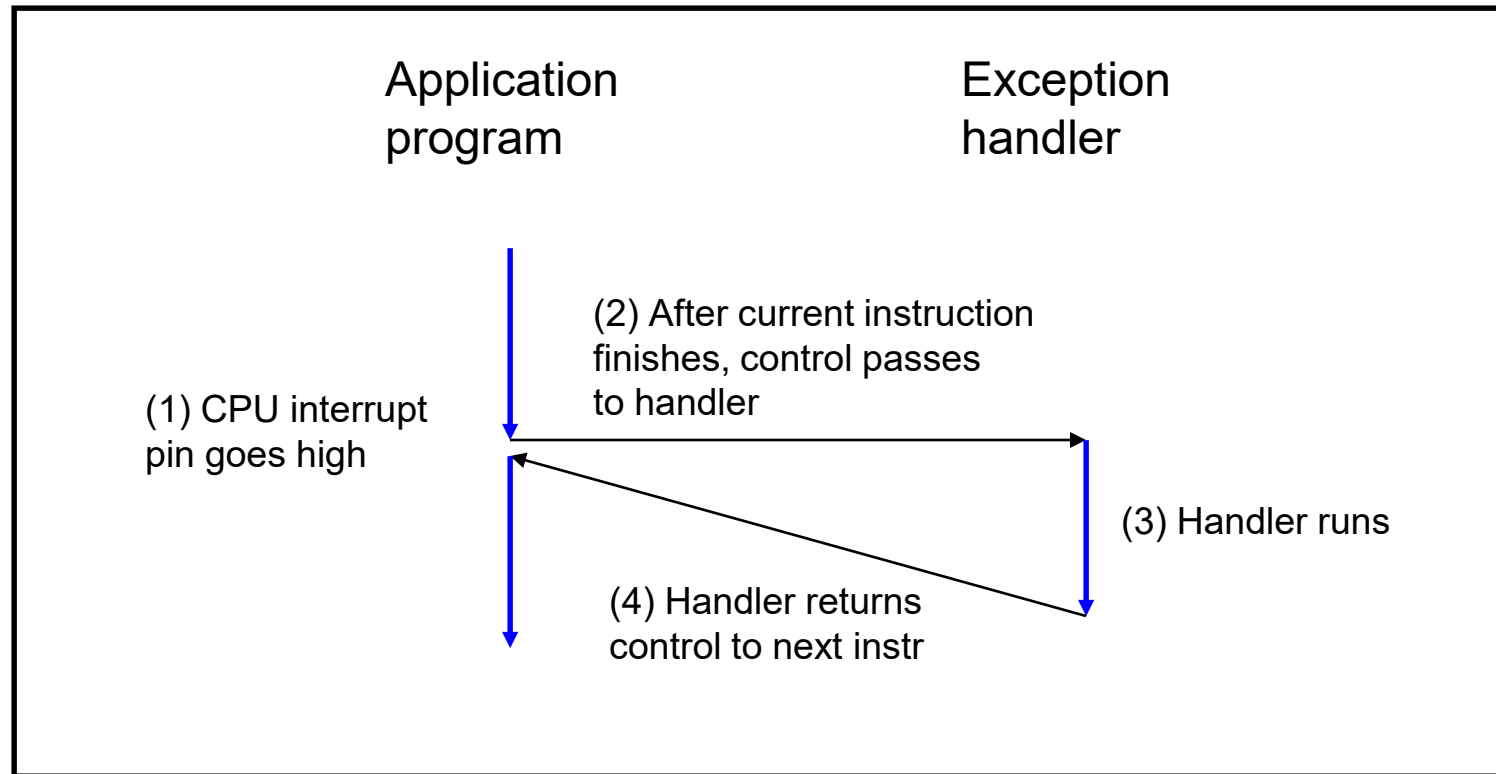 Application
program
Exception
handler
(2) After current instruction
finishes, control passes
to handler
(1) CPU interrupt
pin goes high
(3) Handler runs
(4) Handler returns
control to next instr